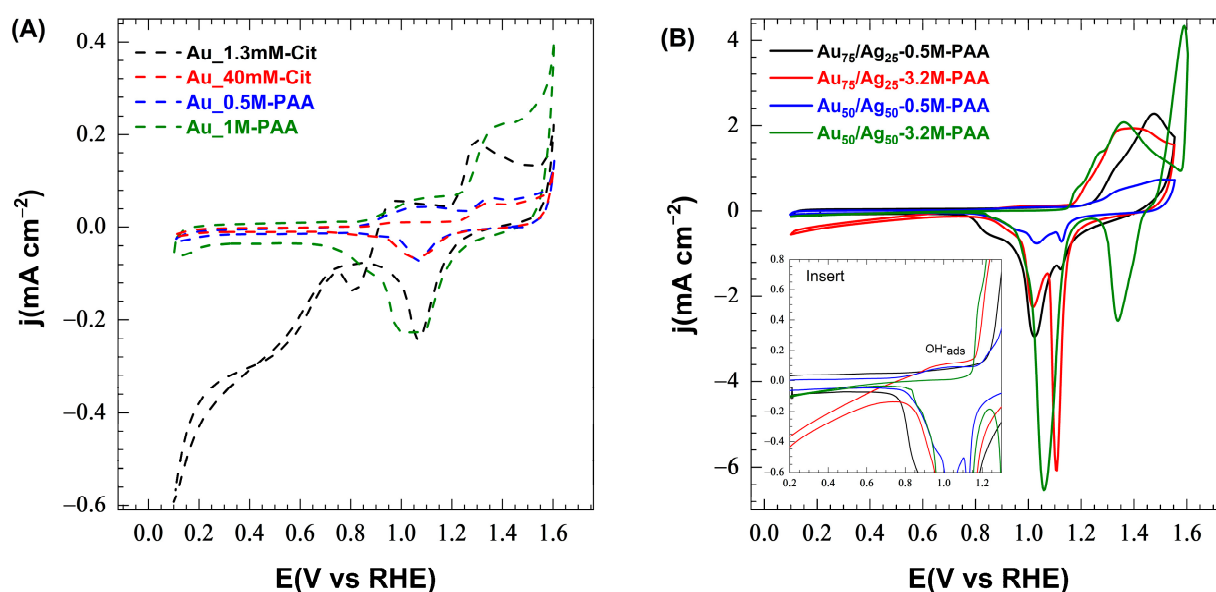 (A)
Au_1.3mM-Cit
Au_40mM-Cit
Au_0.5M-PAA
Au_1M-PAA
0.4
0.2
0.0
−0.2
−0.4
−0.6
j(mA cm⁻²)
0.0 0.2 0.4 0.6 0.8 1.0 1.2 1.4 1.6
E(V vs RHE)
(B)
Au₇₅/Ag₂₅-0.5M-PAA
Au₇₅/Ag₂₅-3.2M-PAA
Au₅₀/Ag₅₀-0.5M-PAA
Au₅₀/Ag₅₀-3.2M-PAA
4
2
0
−2
−4
−6
j(mA cm⁻²)
Insert
OH⁻ads
0.8
0.6
0.4
0.2
0.0
-0.2
-0.4
-0.6
0.2 0.4 0.6 0.8 1.0 1.2
0.0 0.2 0.4 0.6 0.8 1.0 1.2 1.4 1.6
E(V vs RHE)